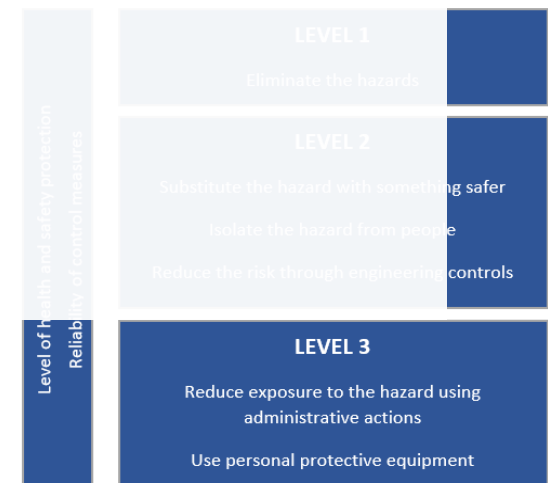 Level of health and safety protection
Reliability of control measures
LEVEL 1
Eliminate the hazards
LEVEL 2
Substitute the hazard with something safer
Isolate the hazard from people
Reduce the risk through engineering controls
LEVEL 3
Reduce exposure to the hazard using
administrative actions
Use personal protective equipment